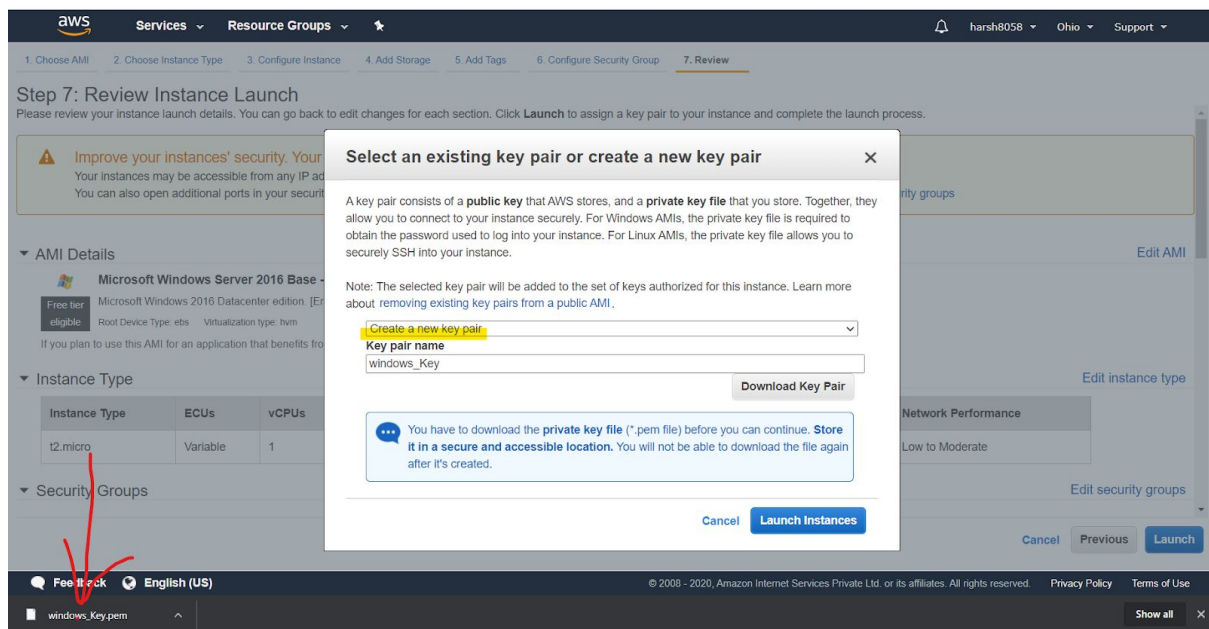 aws
Services
Resource Groups
harsh8058
Ohio
Support
1. Choose AMI
2. Choose Instance Type
3. Configure Instance
4. Add Storage
5. Add Tags
6. Configure Security Group
7. Review
Step 7: Review Instance Launch
Please review your instance launch details. You can go back to edit changes for each section. Click Launch to assign a key pair to your instance and complete the launch process.
Improve your instances' security. Your
Your instances may be accessible from any IP ad
You can also open additional ports in your securit
rity groups
AMI Details
Edit AMI
Microsoft Windows Server 2016 Base -
Free tier
eligible
Microsoft Windows 2016 Datacenter edition. [Er
Root Device Type: ebs Virtualization type: hvm
If you plan to use this AMI for an application that benefits fro
Instance Type
Edit instance type
Instance Type
ECUs
vCPUs
Network Performance
t2.micro
Variable
1
Low to Moderate
Security Groups
Edit security groups
Cancel
Previous
Launch
Select an existing key pair or create a new key pair
×
A key pair consists of a public key that AWS stores, and a private key file that you store. Together, they
allow you to connect to your instance securely. For Windows AMIs, the private key file is required to
obtain the password used to log into your instance. For Linux AMIs, the private key file allows you to
securely SSH into your instance.
Note: The selected key pair will be added to the set of keys authorized for this instance. Learn more
about removing existing key pairs from a public AMI.
Create a new key pair
Key pair name
windows_Key
Download Key Pair
You have to download the private key file (*.pem file) before you can continue. Store
it in a secure and accessible location. You will not be able to download the file again
after it's created.
Cancel
Launch Instances
Feedback
English (US)
© 2008 - 2020, Amazon Internet Services Private Ltd. or its affiliates. All rights reserved.
Privacy Policy
Terms of Use
windows_Key.pem
Show all